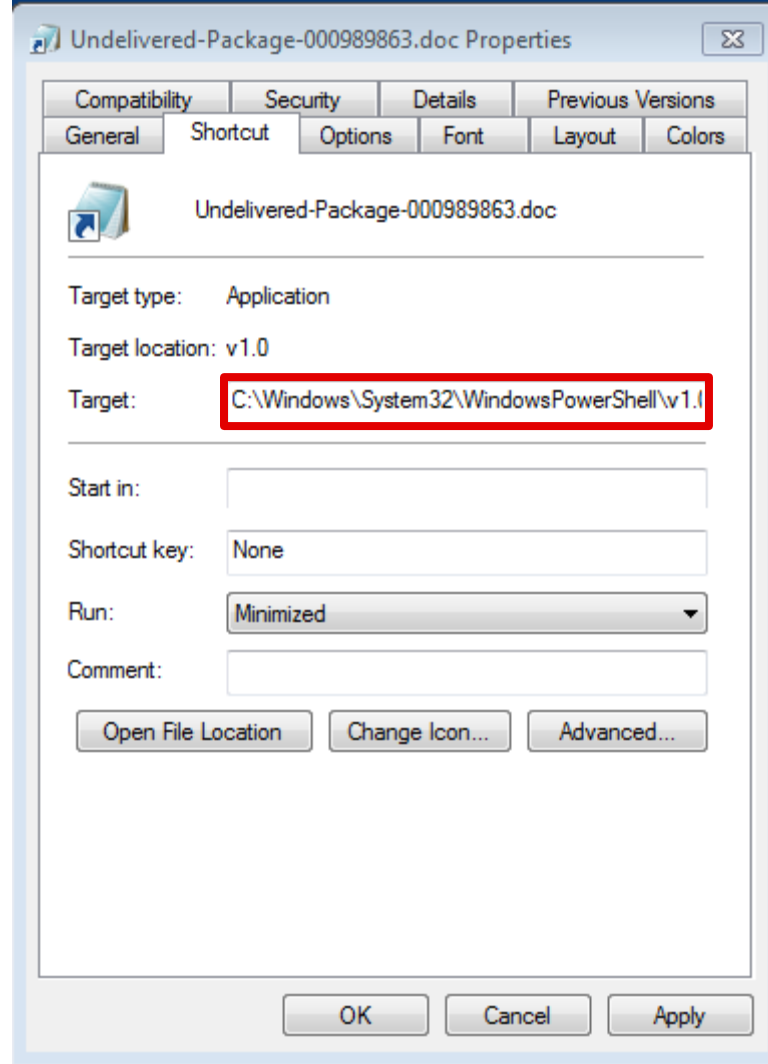 Undelivered-Package-000989863.doc Properties
Compatibility Security Details Previous Versions
General Shortcut Options Font Layout Colors
Undelivered-Package-000989863.doc
Target type: Application
Target location: v1.0
Target: C:\Windows\System32\WindowsPowerShell\v1.(
Start in:
Shortcut key: None
Run: Minimized
Comment:
Open File Location Change Icon... Advanced...
OK Cancel Apply